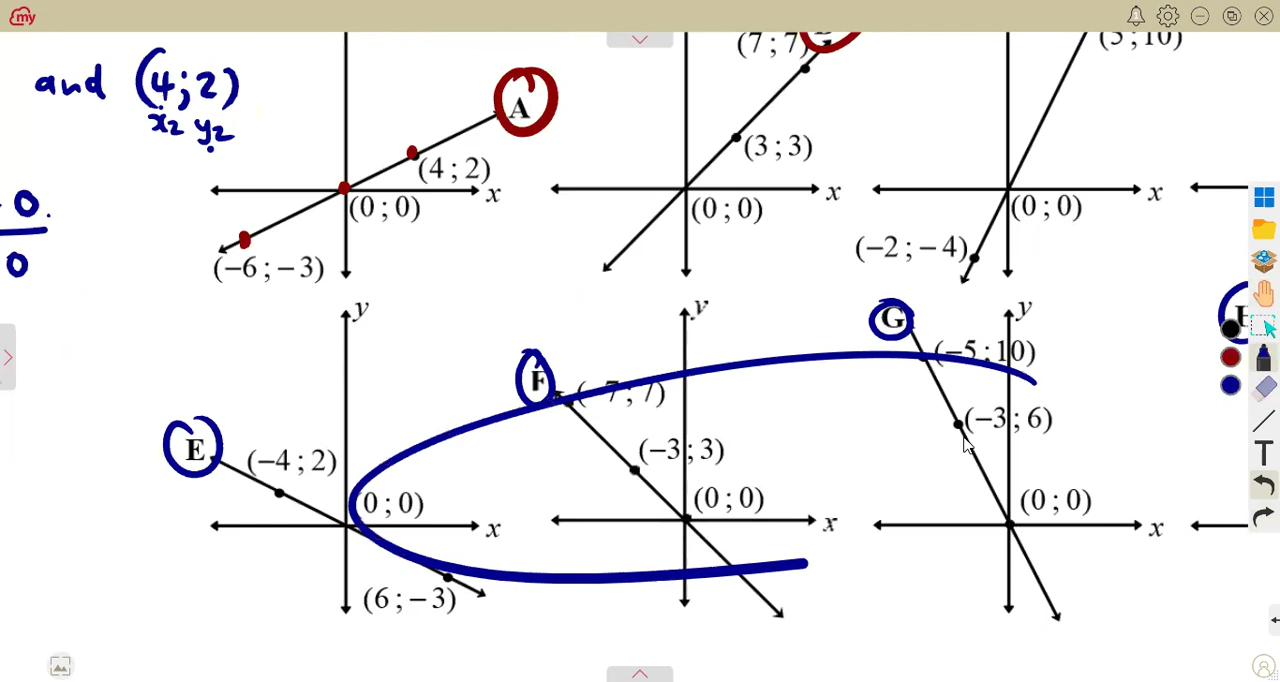 my
and (4;2)
x2 y2
- 0.
0
A
(4 ; 2)
x
(0 ; 0)
(−6 ; −3)
(7 ; 7)
(3 ; 3)
x
(0 ; 0)
(5 ; 10)
x
(0 ; 0)
(−2 ; −4)
y
E
(−4 ; 2)
(0 ; 0)
x
(6 ; −3)
y
F
(−7 ; 7)
(−3 ; 3)
(0 ; 0)
x
y
G
(−5 ; 10)
(−3 ; 6)
(0 ; 0)
x
T